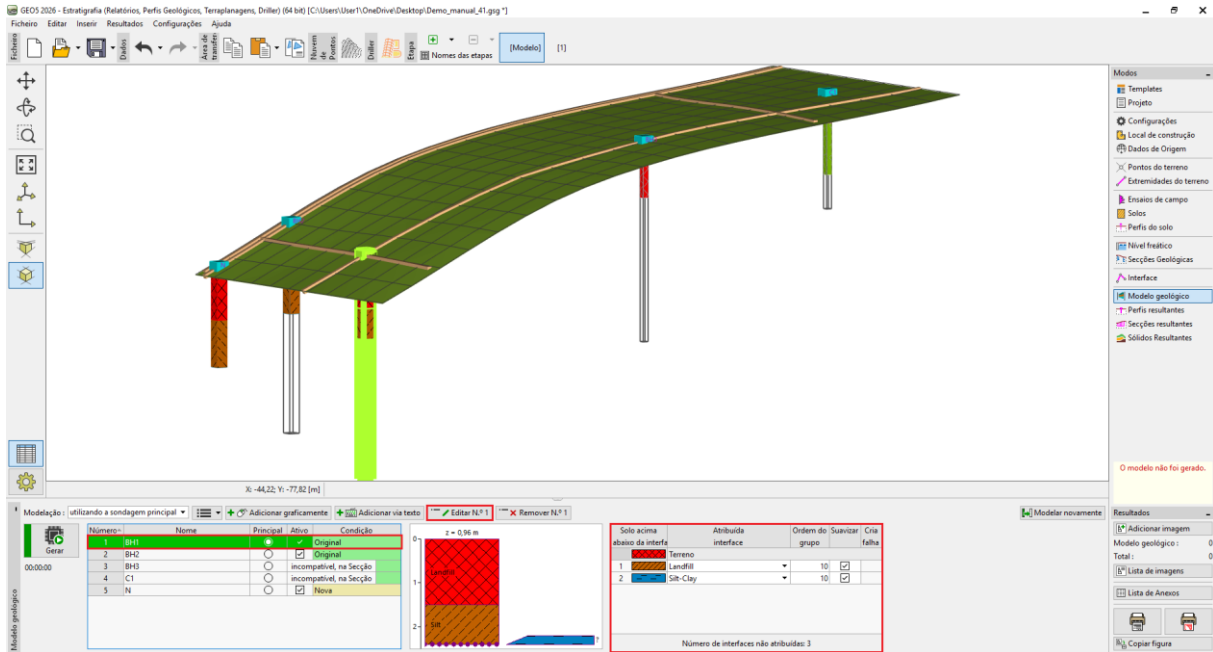 GEO5 2026 - Estratigrafia (Relatórios, Perfis Geológicos, Terraplanagens, Driller) (64 bit) [C:\Users\User1\OneDrive\Desktop\Demo_manual_41.gsg *]
Ficheiro Editar Inserir Resultados Configurações Ajuda
Ficheiro
Dados
Área de transfer
Nuvem de Pontos
Driller
Etapa
Nomes das etapas
[Modelo] [1]
X: -44,22; Y: -77,82 [m]
Modos
Templates
Projeto
Configurações
Local de construção
Dados de Origem
Pontos do terreno
Extremidades do terreno
Ensaios de campo
Solos
Perfis do solo
Nível freático
Secções Geológicas
Interface
Modelo geológico
Perfis resultantes
Secções resultantes
Sólidos Resultantes
O modelo não foi gerado.
Modelo geológico
Modelação : utilizando a sondagem principal Adicionar graficamente Adicionar via texto Editar N.º 1 Remover N.º 1 Modelar novamente
Gerar
00:00:00
Número Nome Principal Ativo Condição
1 BH1 Original
2 BH2 Original
3 BH3 incompatível, na Secção
4 C1 incompatível, na Secção
5 N Nova
z = 0,96 m
0
Landfill
1
Silt
2
?
Solo acima Atribuída Ordem do Suavizar Cria
abaixo da interfa interface grupo falha
Terreno
1 Landfill 10
2 Silt-Clay 10
Número de interfaces não atribuídas: 3
Resultados
Adicionar imagem
Modelo geológico : 0
Total : 0
Lista de imagens
Lista de Anexos
Copiar figura